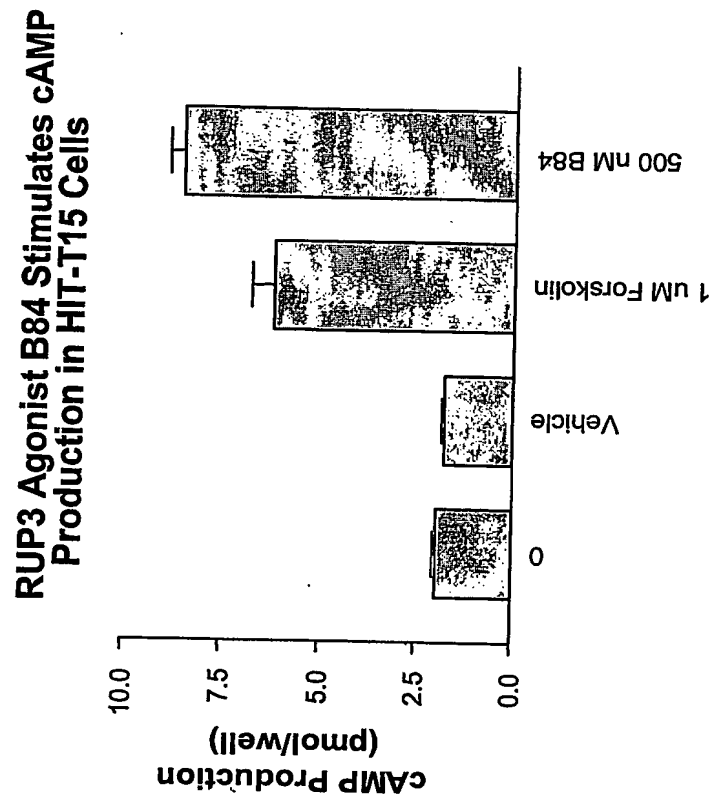 RUP3 Agonist B84 Stimulates cAMP
Production in HIT-T15 Cells
cAMP Production
(pmol/well)
10.0
7.5
5.0
2.5
0.0
0
Vehicle
1 uM Forskolin
500 nM B84